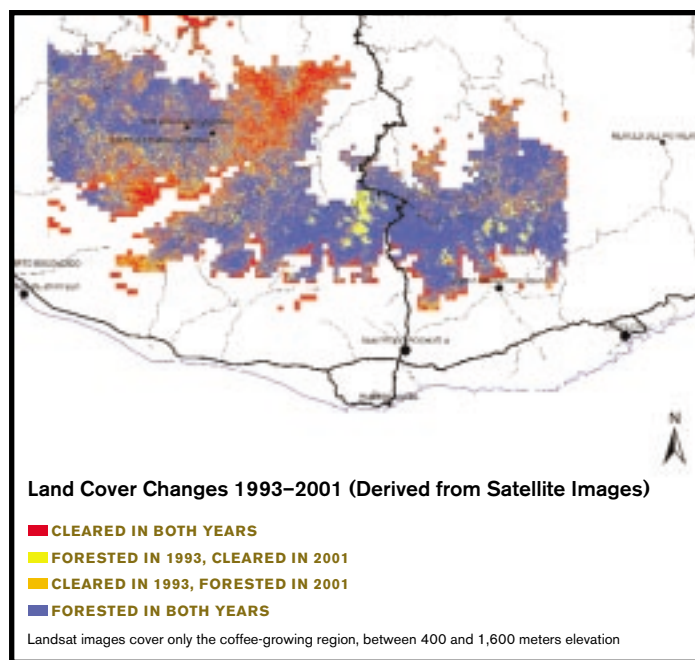 N
Land Cover Changes 1993–2001 (Derived from Satellite Images)
CLEARED IN BOTH YEARS
FORESTED IN 1993, CLEARED IN 2001
CLEARED 1993, FORESTED IN 2001
FORESTED IN BOTH YEARS
Landsat images cover only the coffee-growing region, between 400 and 1,600 meters elevation